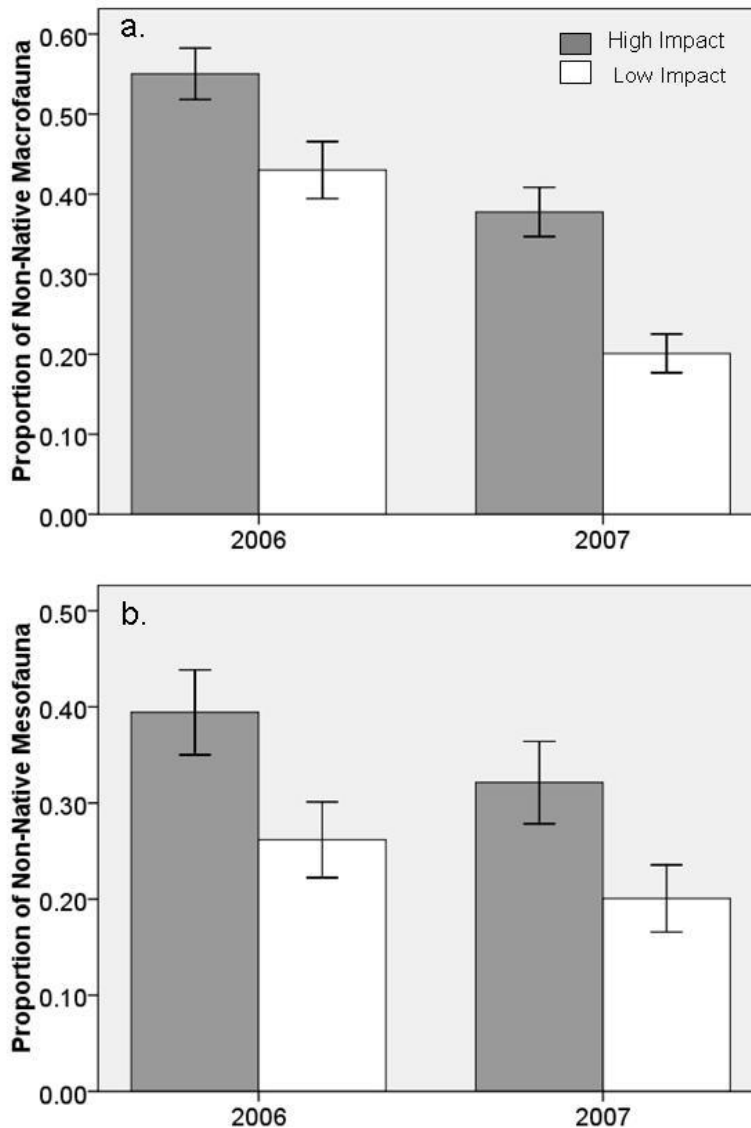 a.
High Impact
Low Impact
Proportion of Non-Native Macrofauna
0.60
0.50
0.40
0.30
0.20
0.10
0.00
2006 2007
b.
Proportion of Non-Native Mesofauna
0.50
0.40
0.30
0.20
0.10
0.00
2006 2007